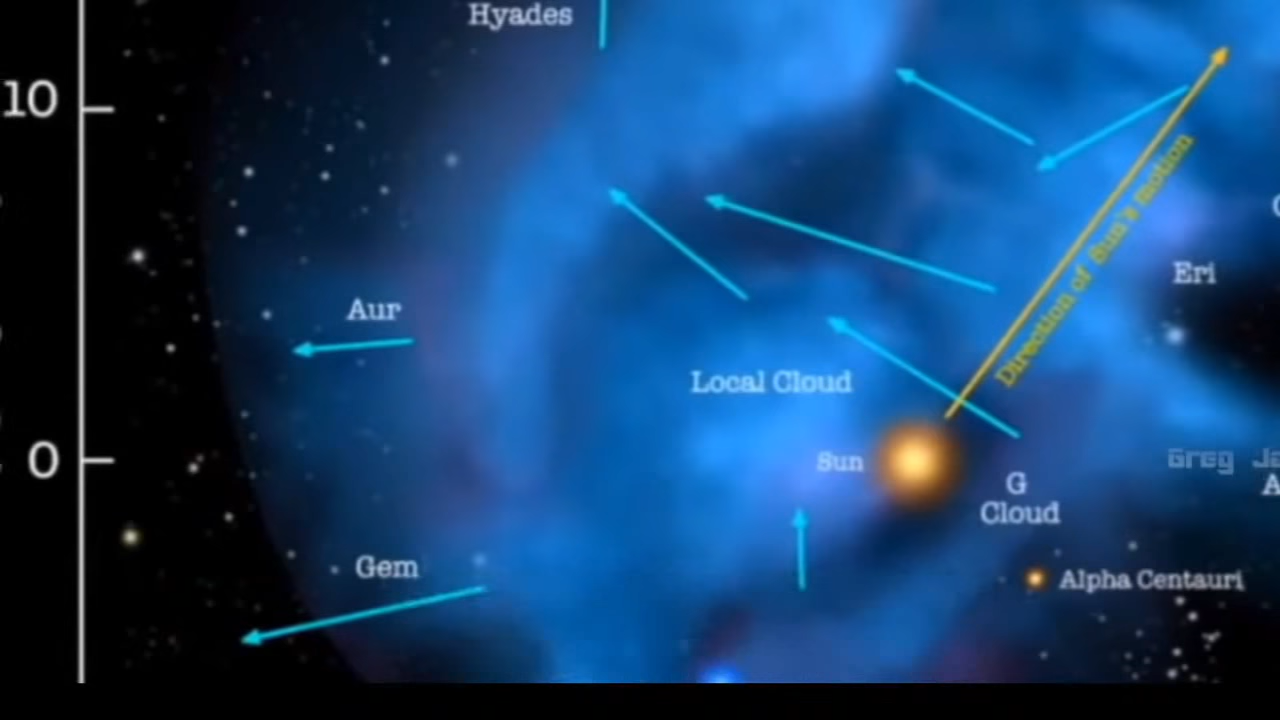 Hyades
10
Direction of Sun's motion
Eri
Aur
Local Cloud
Sun
0
Greg
G
Cloud
Gem
Alpha Centauri